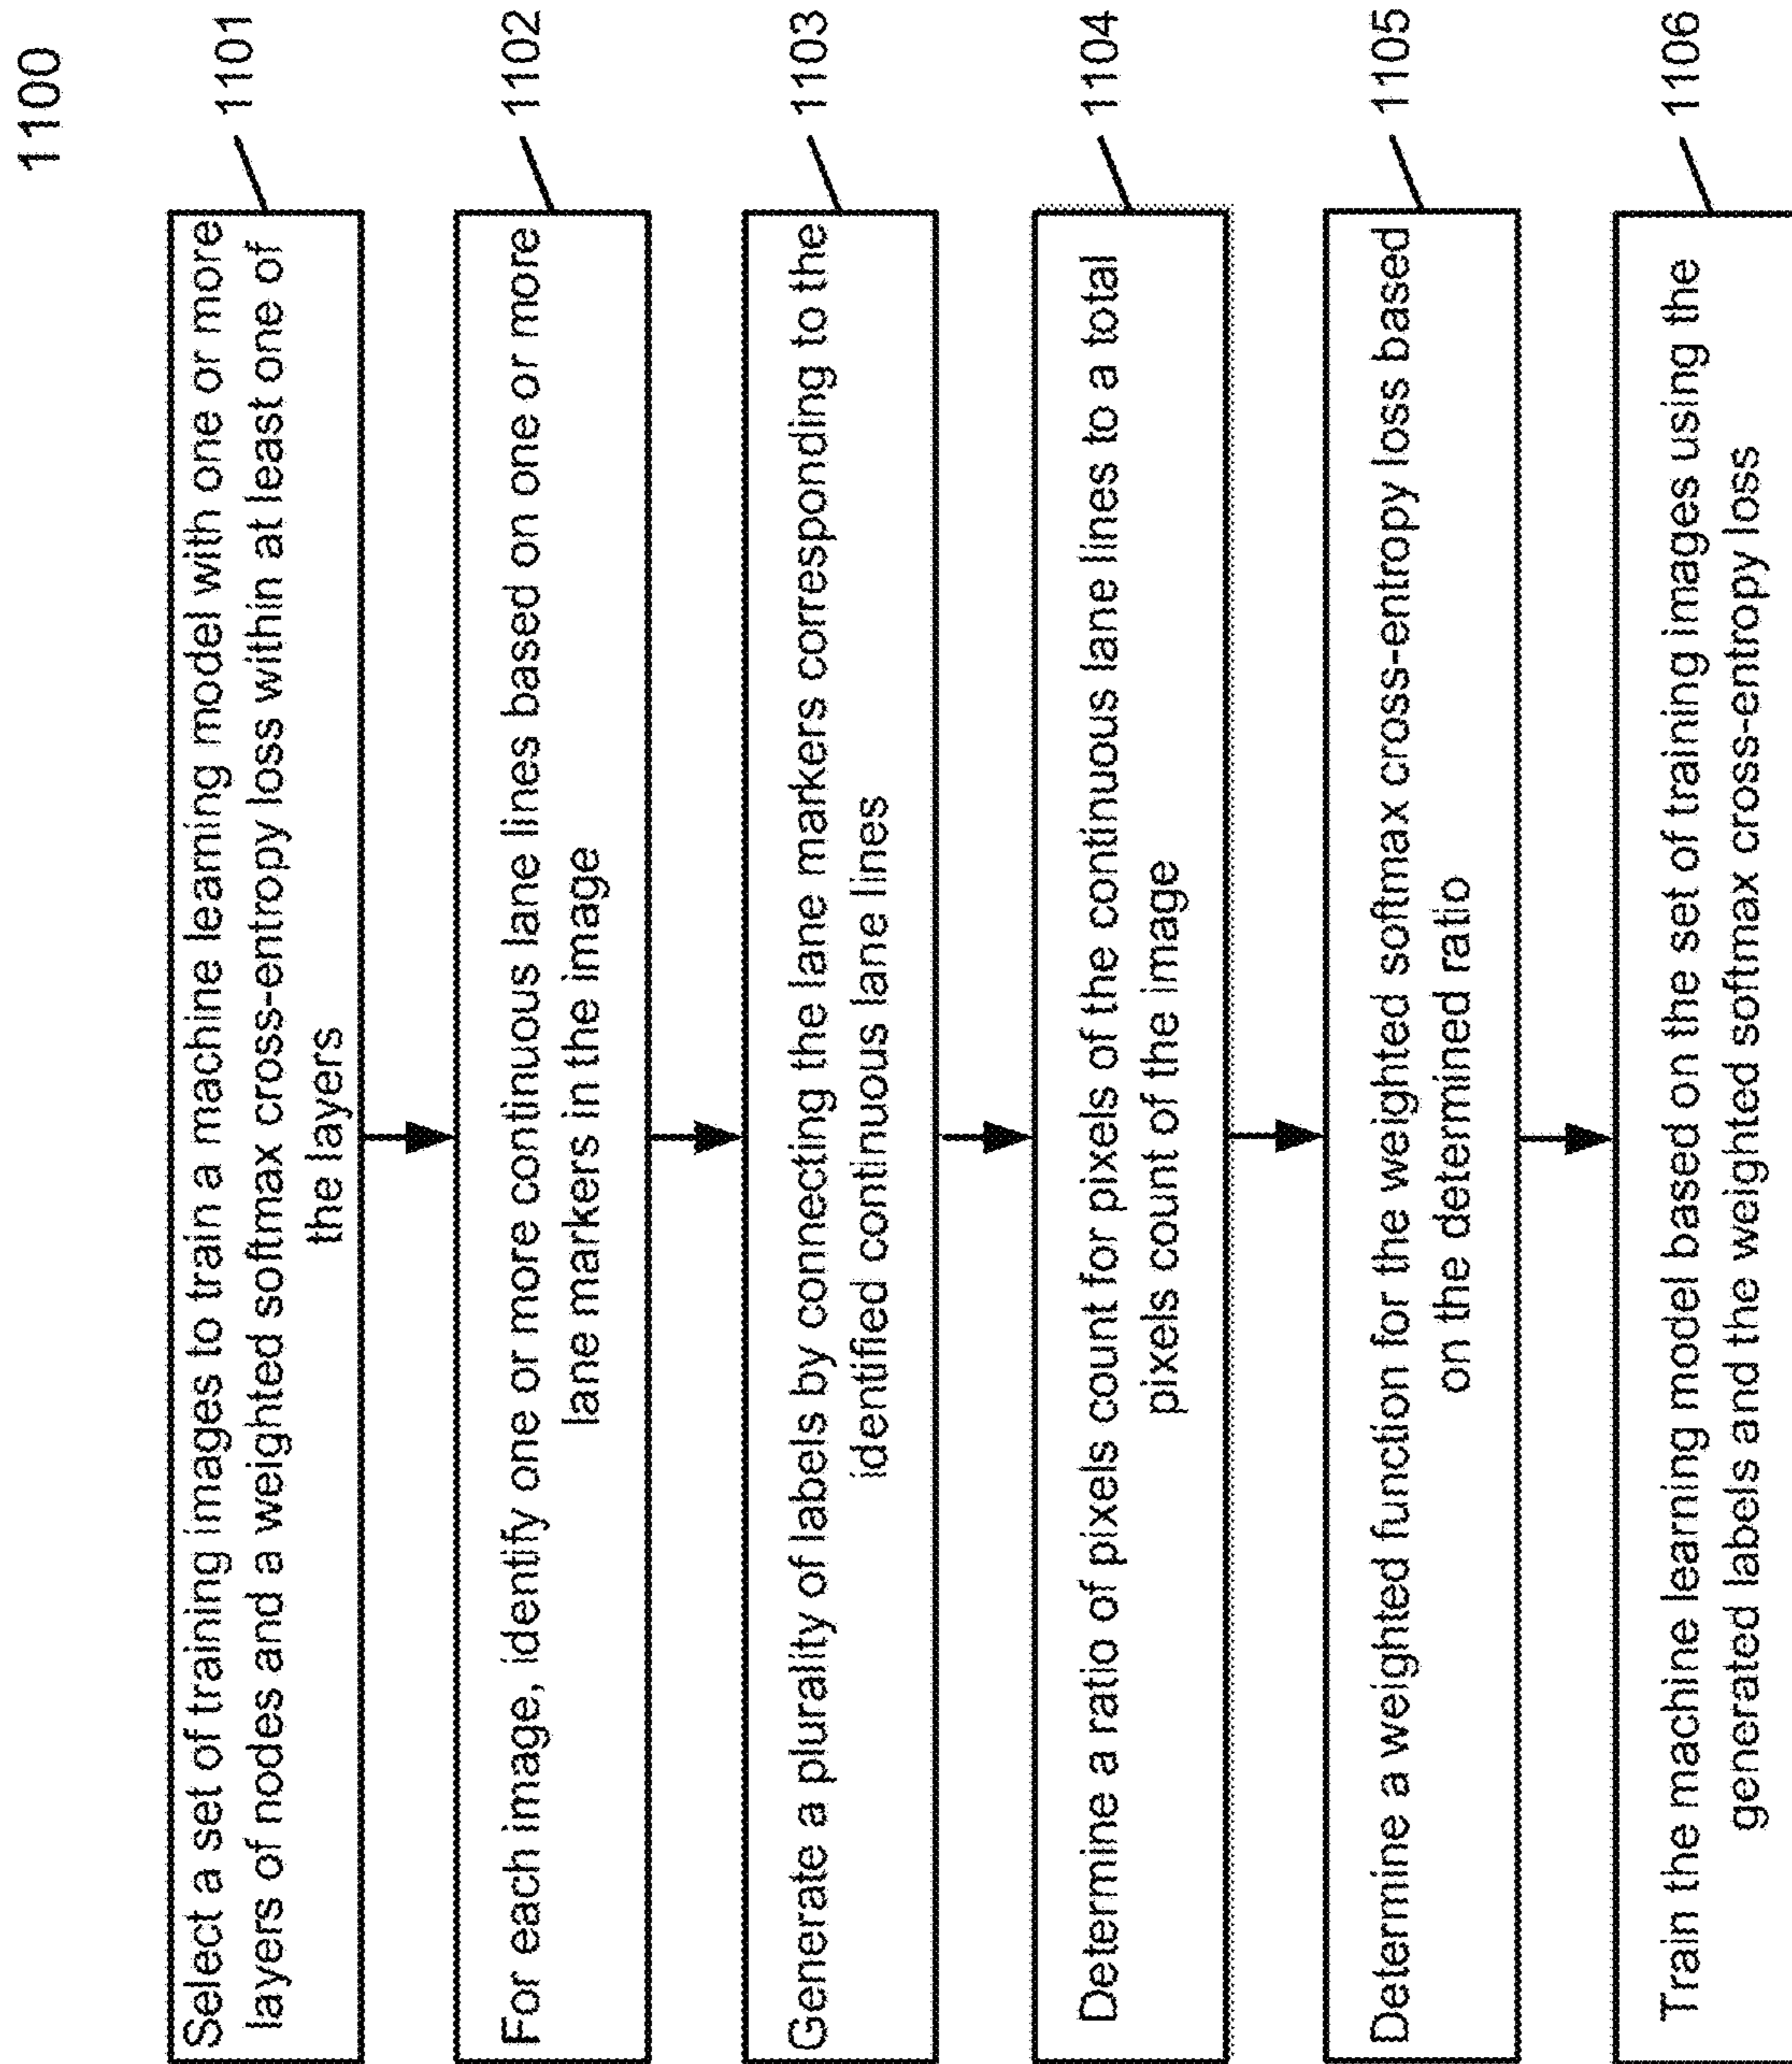 1100
Select a set of training images to train a machine learning model with one or more
layers of nodes and a weighted softmax cross-entropy loss within at least one of
the layers
1101
For each image, identify one or more continuous lane lines based on one or more
lane markers in the image
1102
Generate a plurality of labels by connecting the lane markers corresponding to the
identified continuous lane lines
1103
Determine a ratio of pixels count for pixels of the continuous lane lines to a total
pixels count of the image
1104
Determine a weighted function for the weighted softmax cross-entropy loss based
on the determined ratio
1105
Train the machine learning model based on the set of training images using the
generated labels and the weighted softmax cross-entropy loss
1106